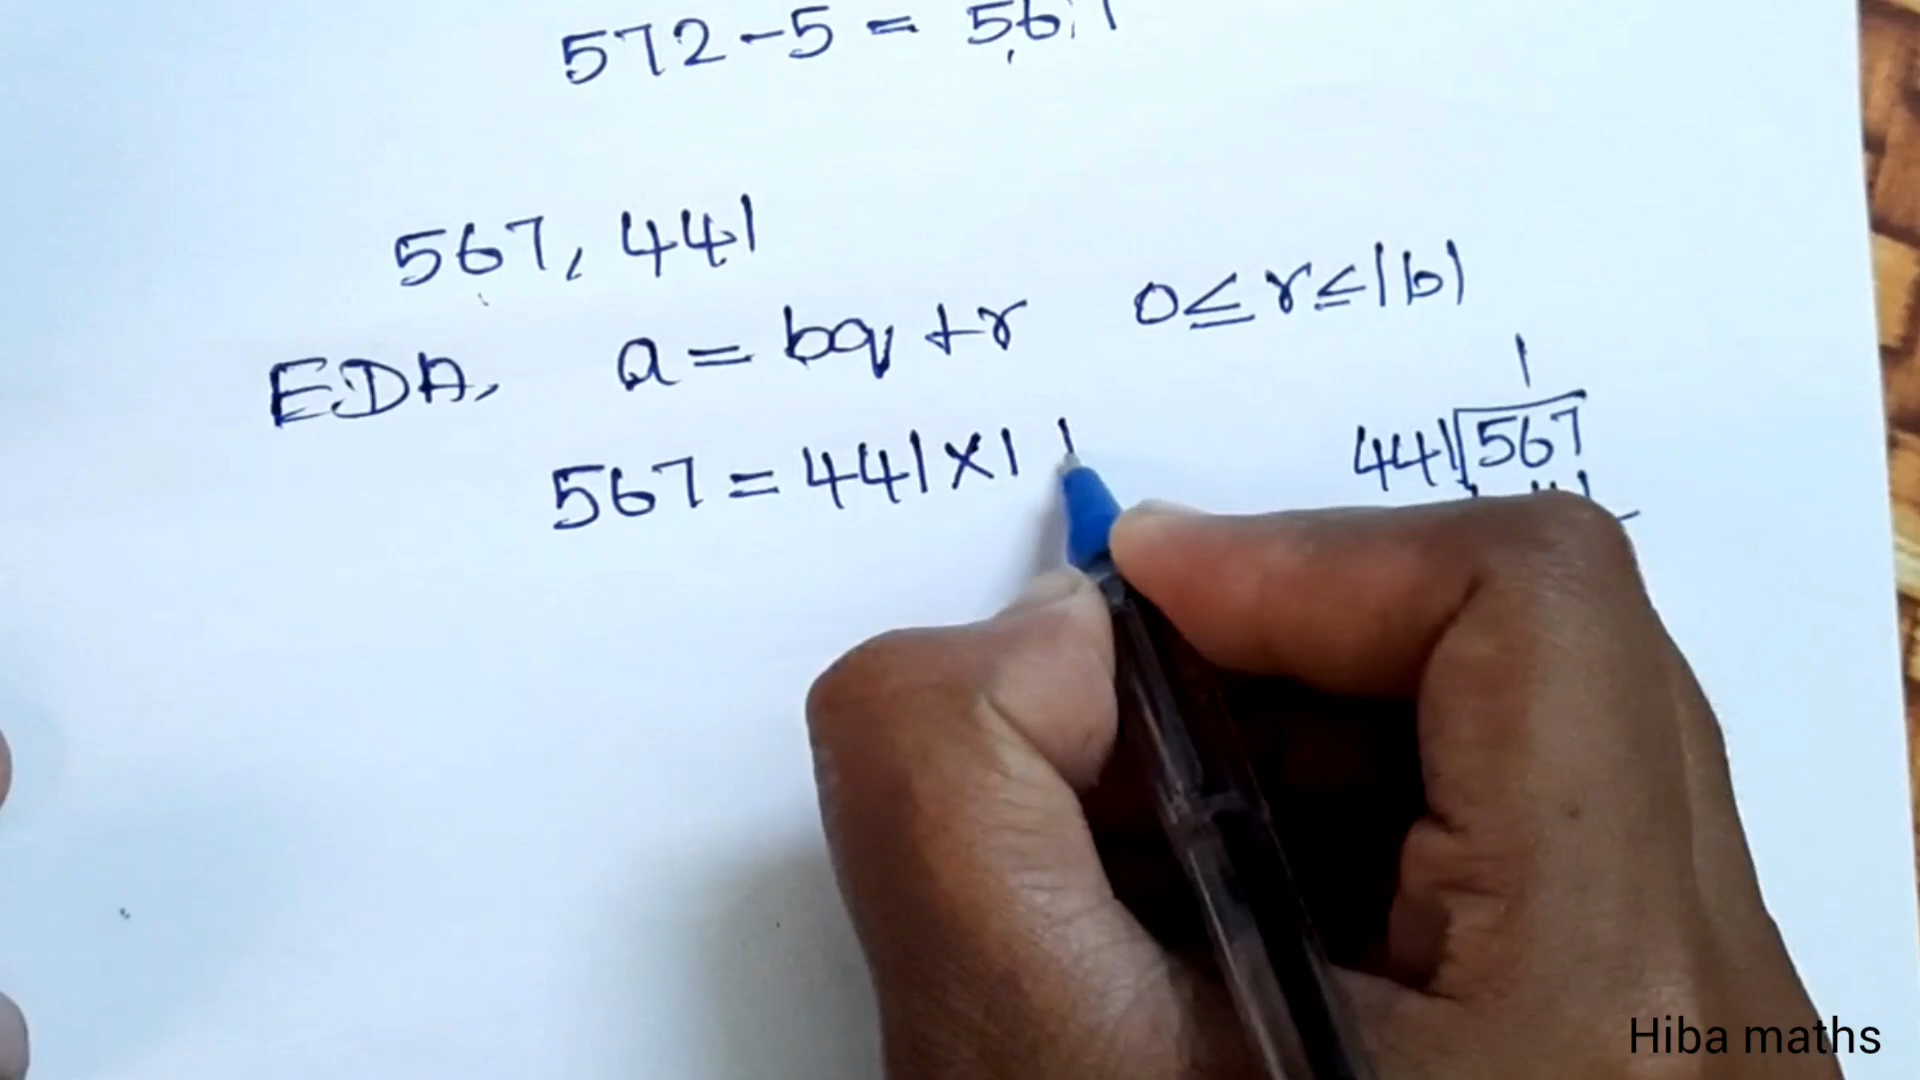 572-5 = 567
567, 441
EDA, a = bq + r 0 ≤ r ≤ |b|
1
567 = 441 × 1
441 567
Hiba maths